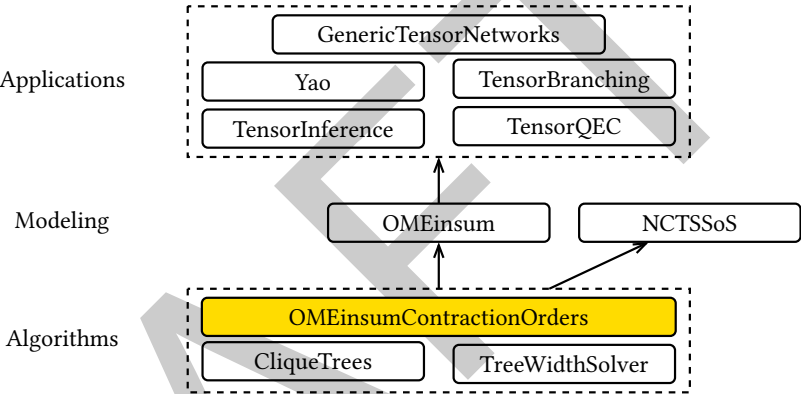 GenericTensorNetworks
Applications
Yao
TensorBranching
TensorInference
TensorQEC
Modeling
OMEinsum
NCTSSoS
OMEinsumContractionOrders
Algorithms
CliqueTrees
TreeWidthSolver